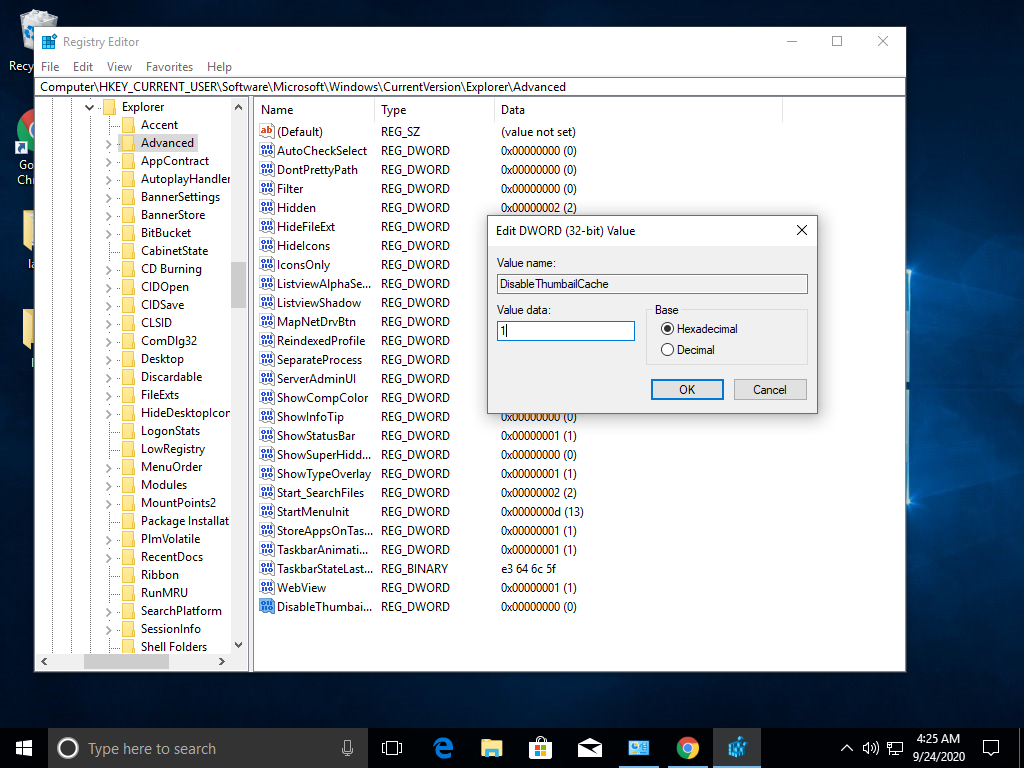 Recy
Registry Editor
File Edit View Favorites Help
Computer\HKEY_CURRENT_USER\Software\Microsoft\Windows\CurrentVersion\Explorer\Advanced
Go
Chr
Explorer
Accent
Advanced
AppContract
AutoplayHandler
BannerSettings
BannerStore
BitBucket
CabinetState
CD Burning
CIDOpen
CIDSave
CLSID
ComDlg32
Desktop
Discardable
FileExts
HideDesktopIcon
LogonStats
LowRegistry
MenuOrder
Modules
MountPoints2
Package Installat
PlmVolatile
RecentDocs
Ribbon
RunMRU
SearchPlatform
SessionInfo
Shell Folders
Name Type Data
(Default) REG_SZ (value not set)
AutoCheckSelect REG_DWORD 0x00000000 (0)
DontPrettyPath REG_DWORD 0x00000000 (0)
Filter REG_DWORD 0x00000000 (0)
Hidden REG_DWORD 0x00000002 (2)
HideFileExt REG_DWORD
HideIcons REG_DWORD
IconsOnly REG_DWORD
ListviewAlphaSe... REG_DWORD
ListviewShadow REG_DWORD
MapNetDrvBtn REG_DWORD
ReindexedProfile REG_DWORD
SeparateProcess REG_DWORD
ServerAdminUI REG_DWORD
ShowCompColor REG_DWORD
ShowInfoTip REG_DWORD 0x00000000 (0)
ShowStatusBar REG_DWORD 0x00000001 (1)
ShowSuperHidd... REG_DWORD 0x00000000 (0)
ShowTypeOverlay REG_DWORD 0x00000001 (1)
Start_SearchFiles REG_DWORD 0x00000002 (2)
StartMenuInit REG_DWORD 0x0000000d (13)
StoreAppsOnTas... REG_DWORD 0x00000001 (1)
TaskbarAnimati... REG_DWORD 0x00000001 (1)
TaskbarStateLast... REG_BINARY e3 64 6c 5f
WebView REG_DWORD 0x00000001 (1)
DisableThumbai... REG_DWORD 0x00000000 (0)
Edit DWORD (32-bit) Value
Value name:
DisableThumbailCache
Value data:
1
Base
Hexadecimal
Decimal
OK Cancel
Type here to search
4:25 AM
9/24/2020